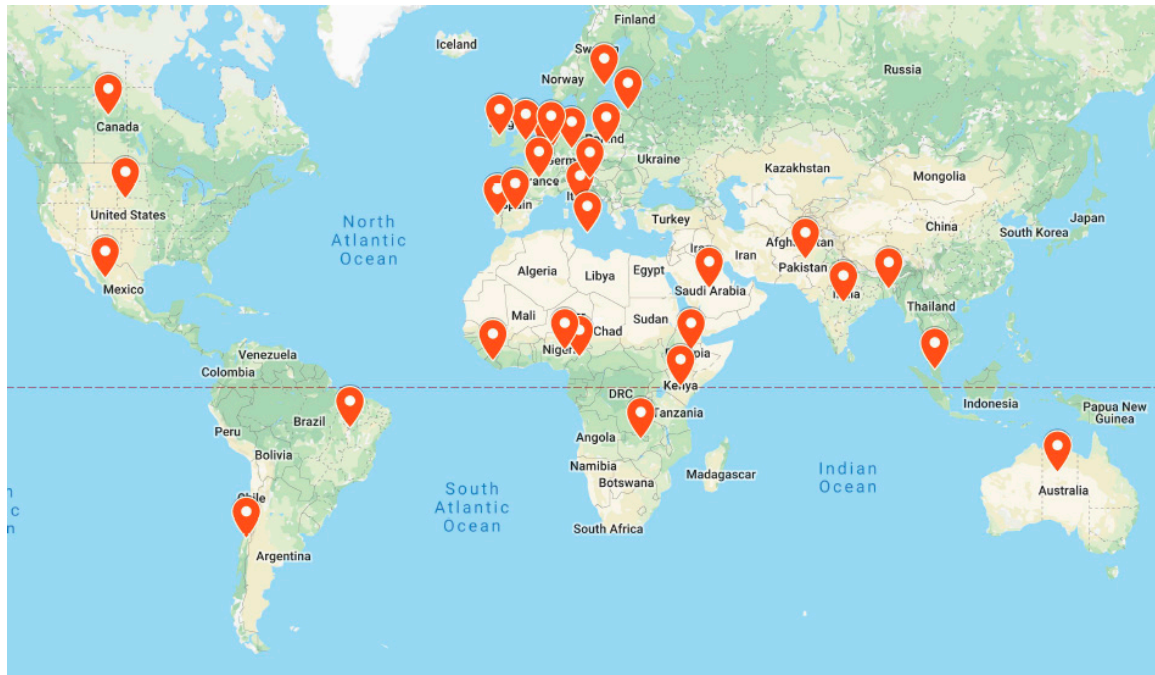 Finland
Iceland
Norway
Russia
Canada
Ukraine
Kazakhstan
Mongolia
United States
North
Atlantic
Ocean
Turkey
Japan
South Korea
China
Iran
Algeria
Libya
Egypt
Pakistan
Saudi Arabia
Mexico
Thailand
Mali
Chad
Sudan
Venezuela
Colombia
DRC
Kenya
Indonesia
Papua New
Guinea
Tanzania
Brazil
Peru
Angola
Bolivia
Namibia
Botswana
Madagascar
Indian
Ocean
South
Atlantic
Ocean
Australia
Chile
South Africa
Argentina